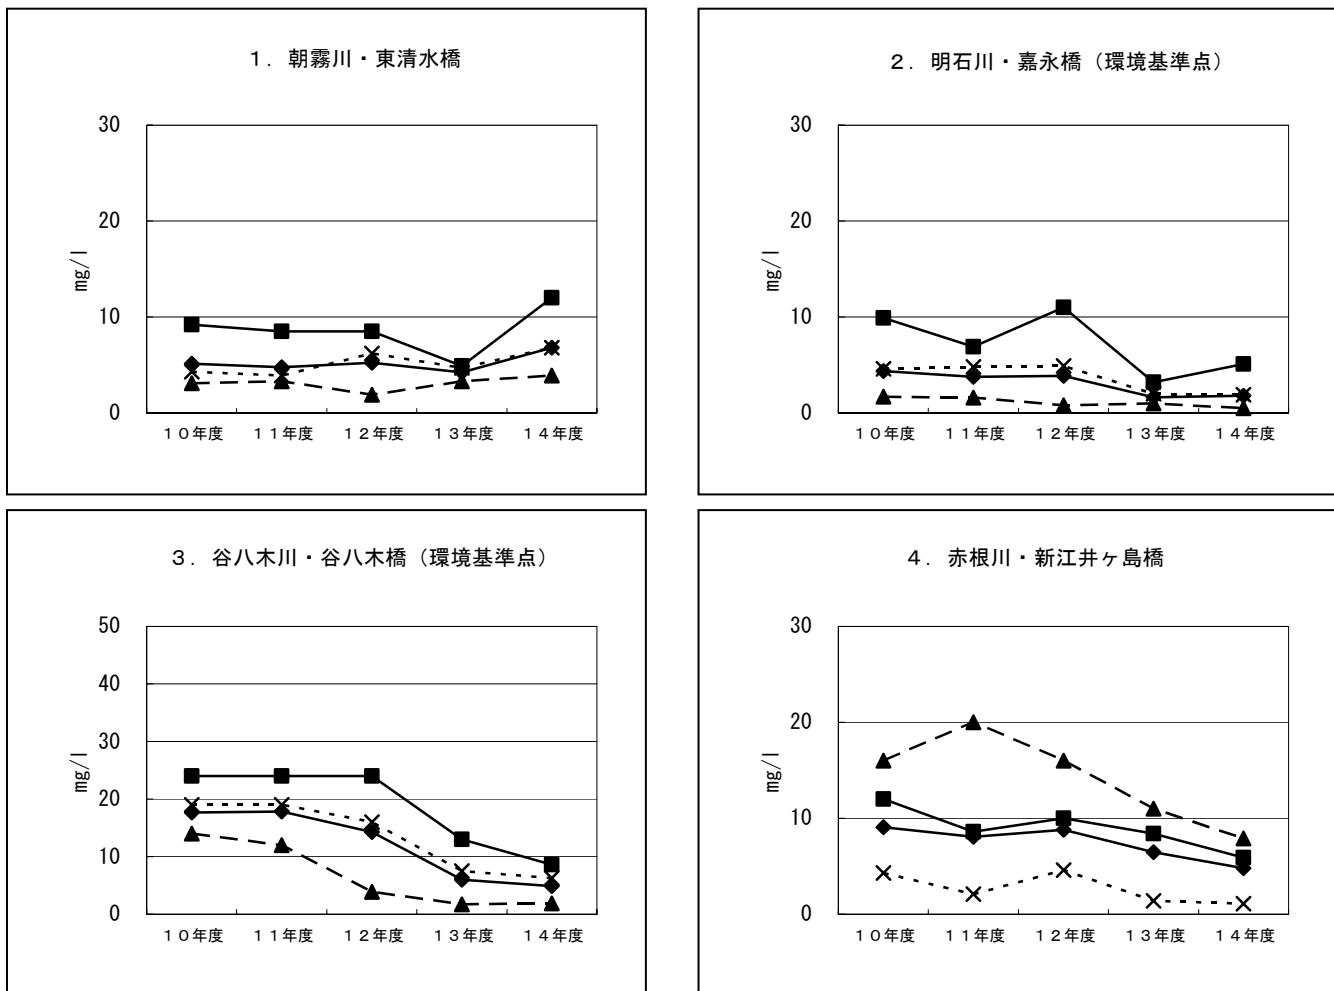 １．朝霧川・東清水橋
30
20
10
0
mg/l
１０年度 １１年度 １２年度 １３年度 １４年度
２．明石川・嘉永橋（環境基準点）
30
20
10
0
mg/l
１０年度 １１年度 １２年度 １３年度 １４年度
３．谷八木川・谷八木橋（環境基準点）
50
40
30
20
10
0
mg/l
１０年度 １１年度 １２年度 １３年度 １４年度
４．赤根川・新江井ヶ島橋
30
20
10
0
mg/l
１０年度 １１年度 １２年度 １３年度 １４年度